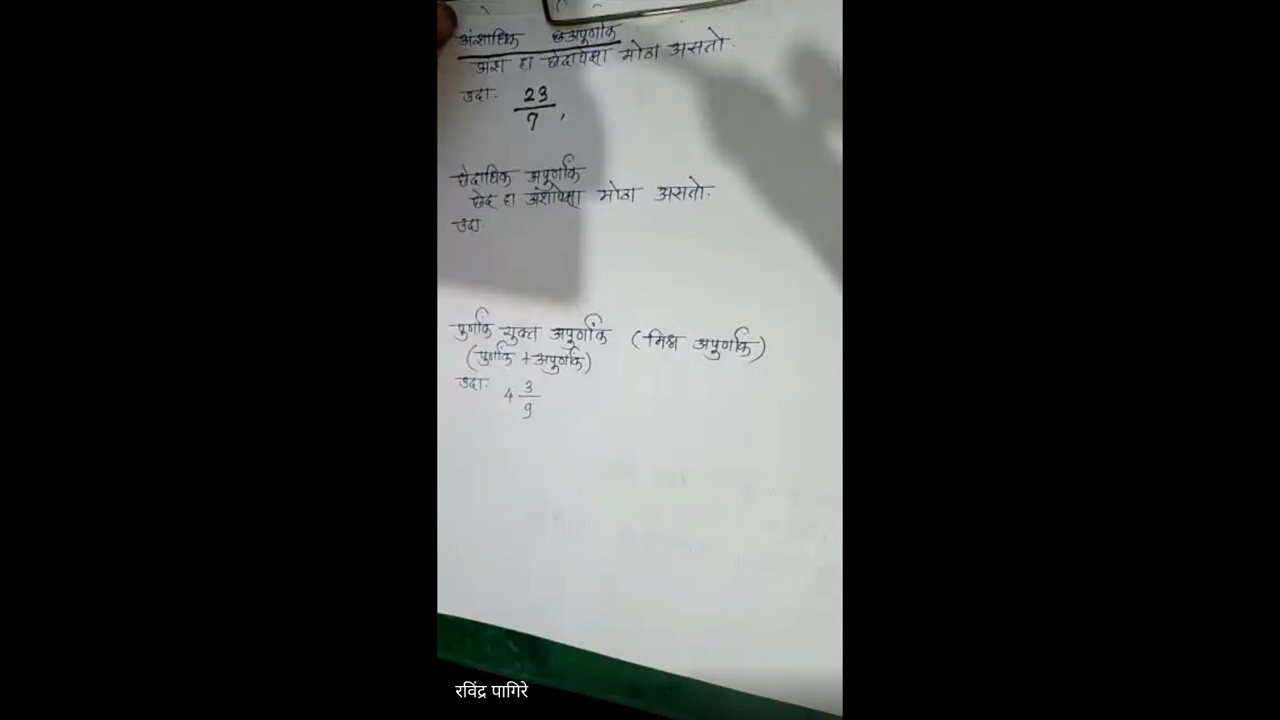 अंशाधिक अपूर्णांक
अंश हा छेदापेक्षा मोठा असतो.
उदा. 23/7 ,
छेदाधिक अपूर्णांक
छेद हा अंशापेक्षा मोठा असतो.
उदा.
पूर्णांक युक्त अपूर्णांक (मिश्र अपूर्णांक)
(पूर्णांक + अपूर्णांक)
उदा. 4 3/9
रविंद्र पागिरे